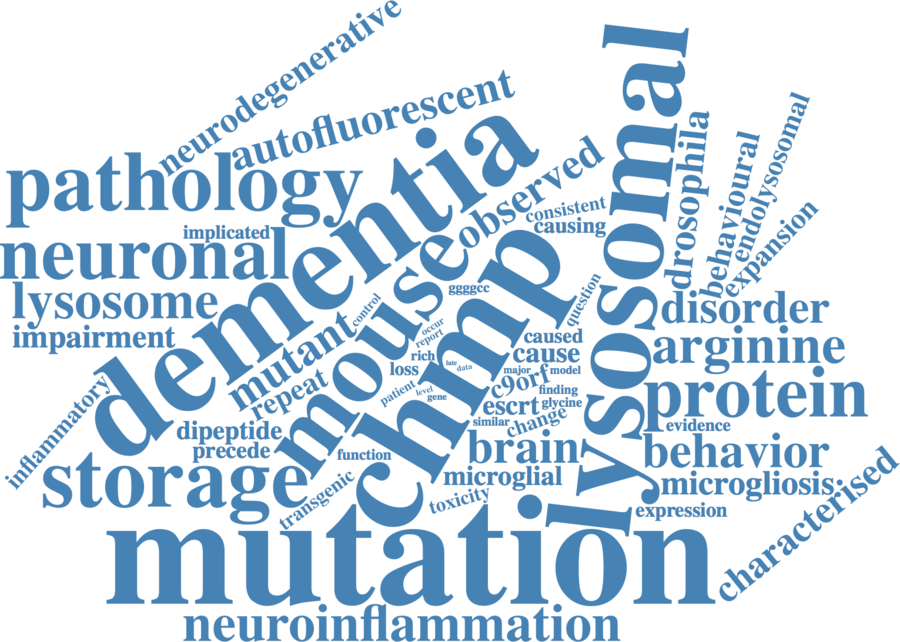 neurodegenerative
autofluorescent
lysosomal
dementia
pathology
observed
drosophila
behavioural
endolysosomal
consistent
causing
implicated
neuronal
expansion
mouse
chmp
lysosome
ggggcc
question
disorder
impairment
control
mutant
occur
report
caused
arginine
rich
cause
late
data
loss
major
model
repeat
c9orf
protein
patient
level
gene
finding
escrt
glycine
inflammatory
dipeptide
similar
change
evidence
precede
function
brain
behavior
storage
microglial
microgliosis
transgenic
toxicity
expression
characterised
mutation
neuroinflammation